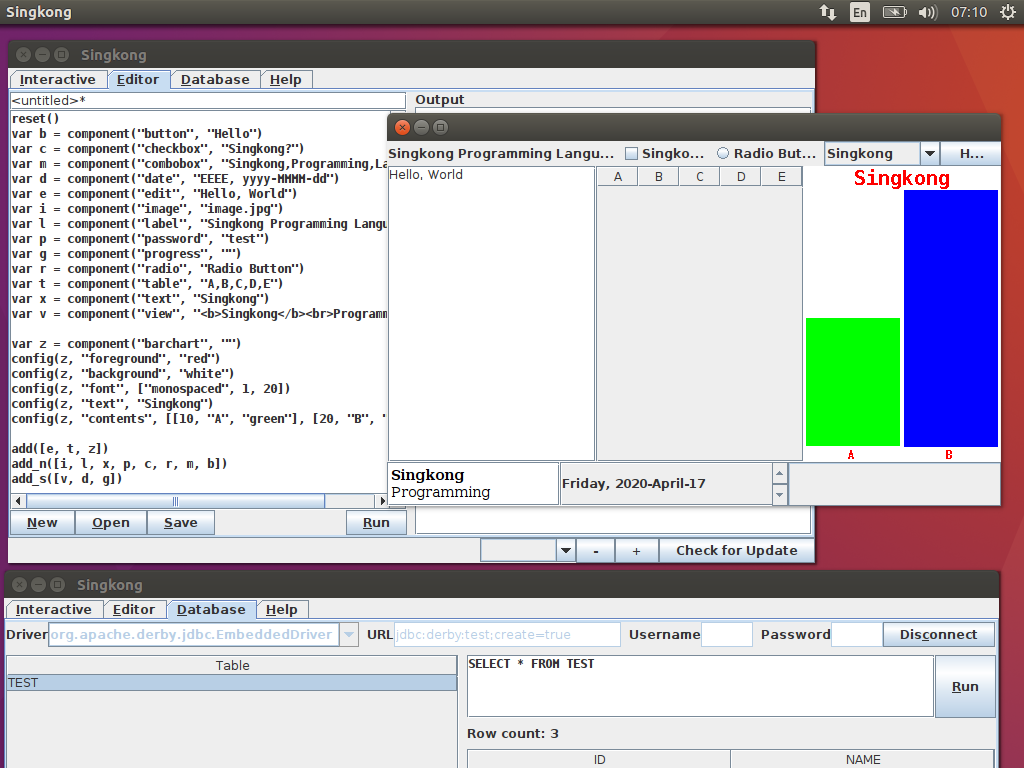 Singkong
En
07:10
Singkong
Interactive Editor Database Help
<untitled>*
Output
reset()
var b = component("button", "Hello")
var c = component("checkbox", "Singkong?")
var m = component("combobox", "Singkong,Programming,La
var d = component("date", "EEEE, yyyy-MMMM-dd")
var e = component("edit", "Hello, World")
var i = component("image", "image.jpg")
var l = component("label", "Singkong Programming Langu
var p = component("password", "test")
var g = component("progress", "")
var r = component("radio", "Radio Button")
var t = component("table", "A,B,C,D,E")
var x = component("text", "Singkong")
var v = component("view", "<b>Singkong</b><br>Programm
var z = component("barchart", "")
config(z, "foreground", "red")
config(z, "background", "white")
config(z, "font", ["monospaced", 1, 20])
config(z, "text", "Singkong")
config(z, "contents", [[10, "A", "green"], [20, "B", "
add([e, t, z])
add_n([i, l, x, p, c, r, m, b])
add_s([v, d, g])
New Open Save Run
- + Check for Update
Singkong Programming Langu... Singko... Radio But... Singkong H...
Hello, World
A B C D E
Singkong
A B
Singkong
Programming
Friday, 2020-April-17
Singkong
Interactive Editor Database Help
Driver org.apache.derby.jdbc.EmbeddedDriver URL jdbc:derby:test;create=true Username Password Disconnect
Table
TEST
SELECT * FROM TEST
Run
Row count: 3
ID NAME